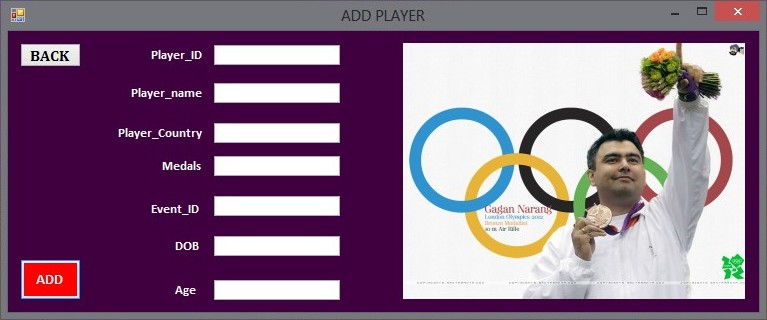 ADD PLAYER
BACK
Player_ID
Player_name
Player_Country
Medals
Event_ID
DOB
Age
ADD
Gagan Narang
London Olympics 2012
Bronze Medalist
10 m Air Rifle